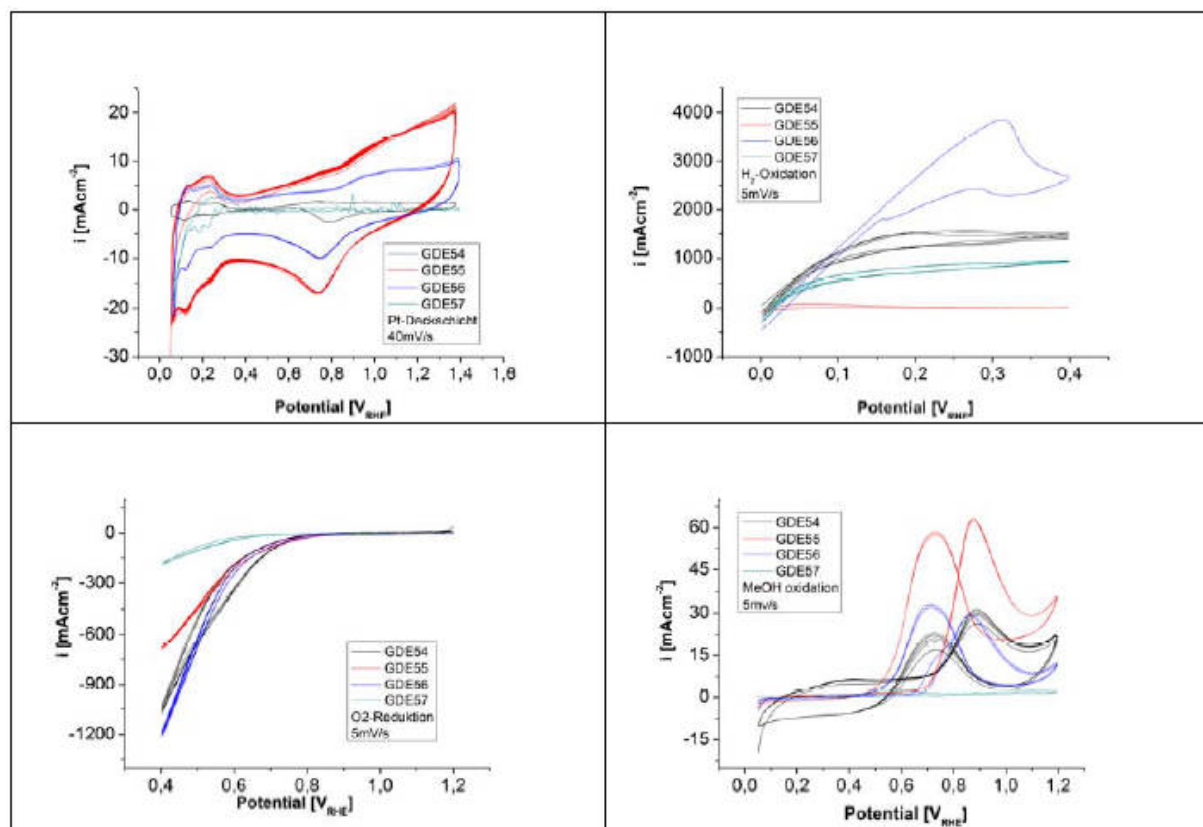 20
10
0
-10
-20
-30
i [mAcm-2]
GDE54
GDE55
GDE56
GDE57
Pt-Deckschicht
40mV/s
0,0 0,2 0,4 0,6 0,8 1,0 1,2 1,4 1,6
Potential [VRHE]
4000
3000
2000
1000
0
-1000
i [mAcm-2]
GDE54
GDE55
GDE56
GDE57
H2-Oxidation
5mV/s
0,0 0,1 0,2 0,3 0,4
Potential [VRHE]
0
-300
-600
-900
-1200
i [mAcm-2]
GDE54
GDE55
GDE56
GDE57
O2-Reduktion
5mV/s
0,4 0,6 0,8 1,0 1,2
Potential [VRHE]
60
45
30
15
0
-15
i [mAcm-2]
GDE54
GDE55
GDE56
GDE57
MeOH oxidation
5mv/s
0,0 0,2 0,4 0,6 0,8 1,0 1,2
Potential [VRHE]